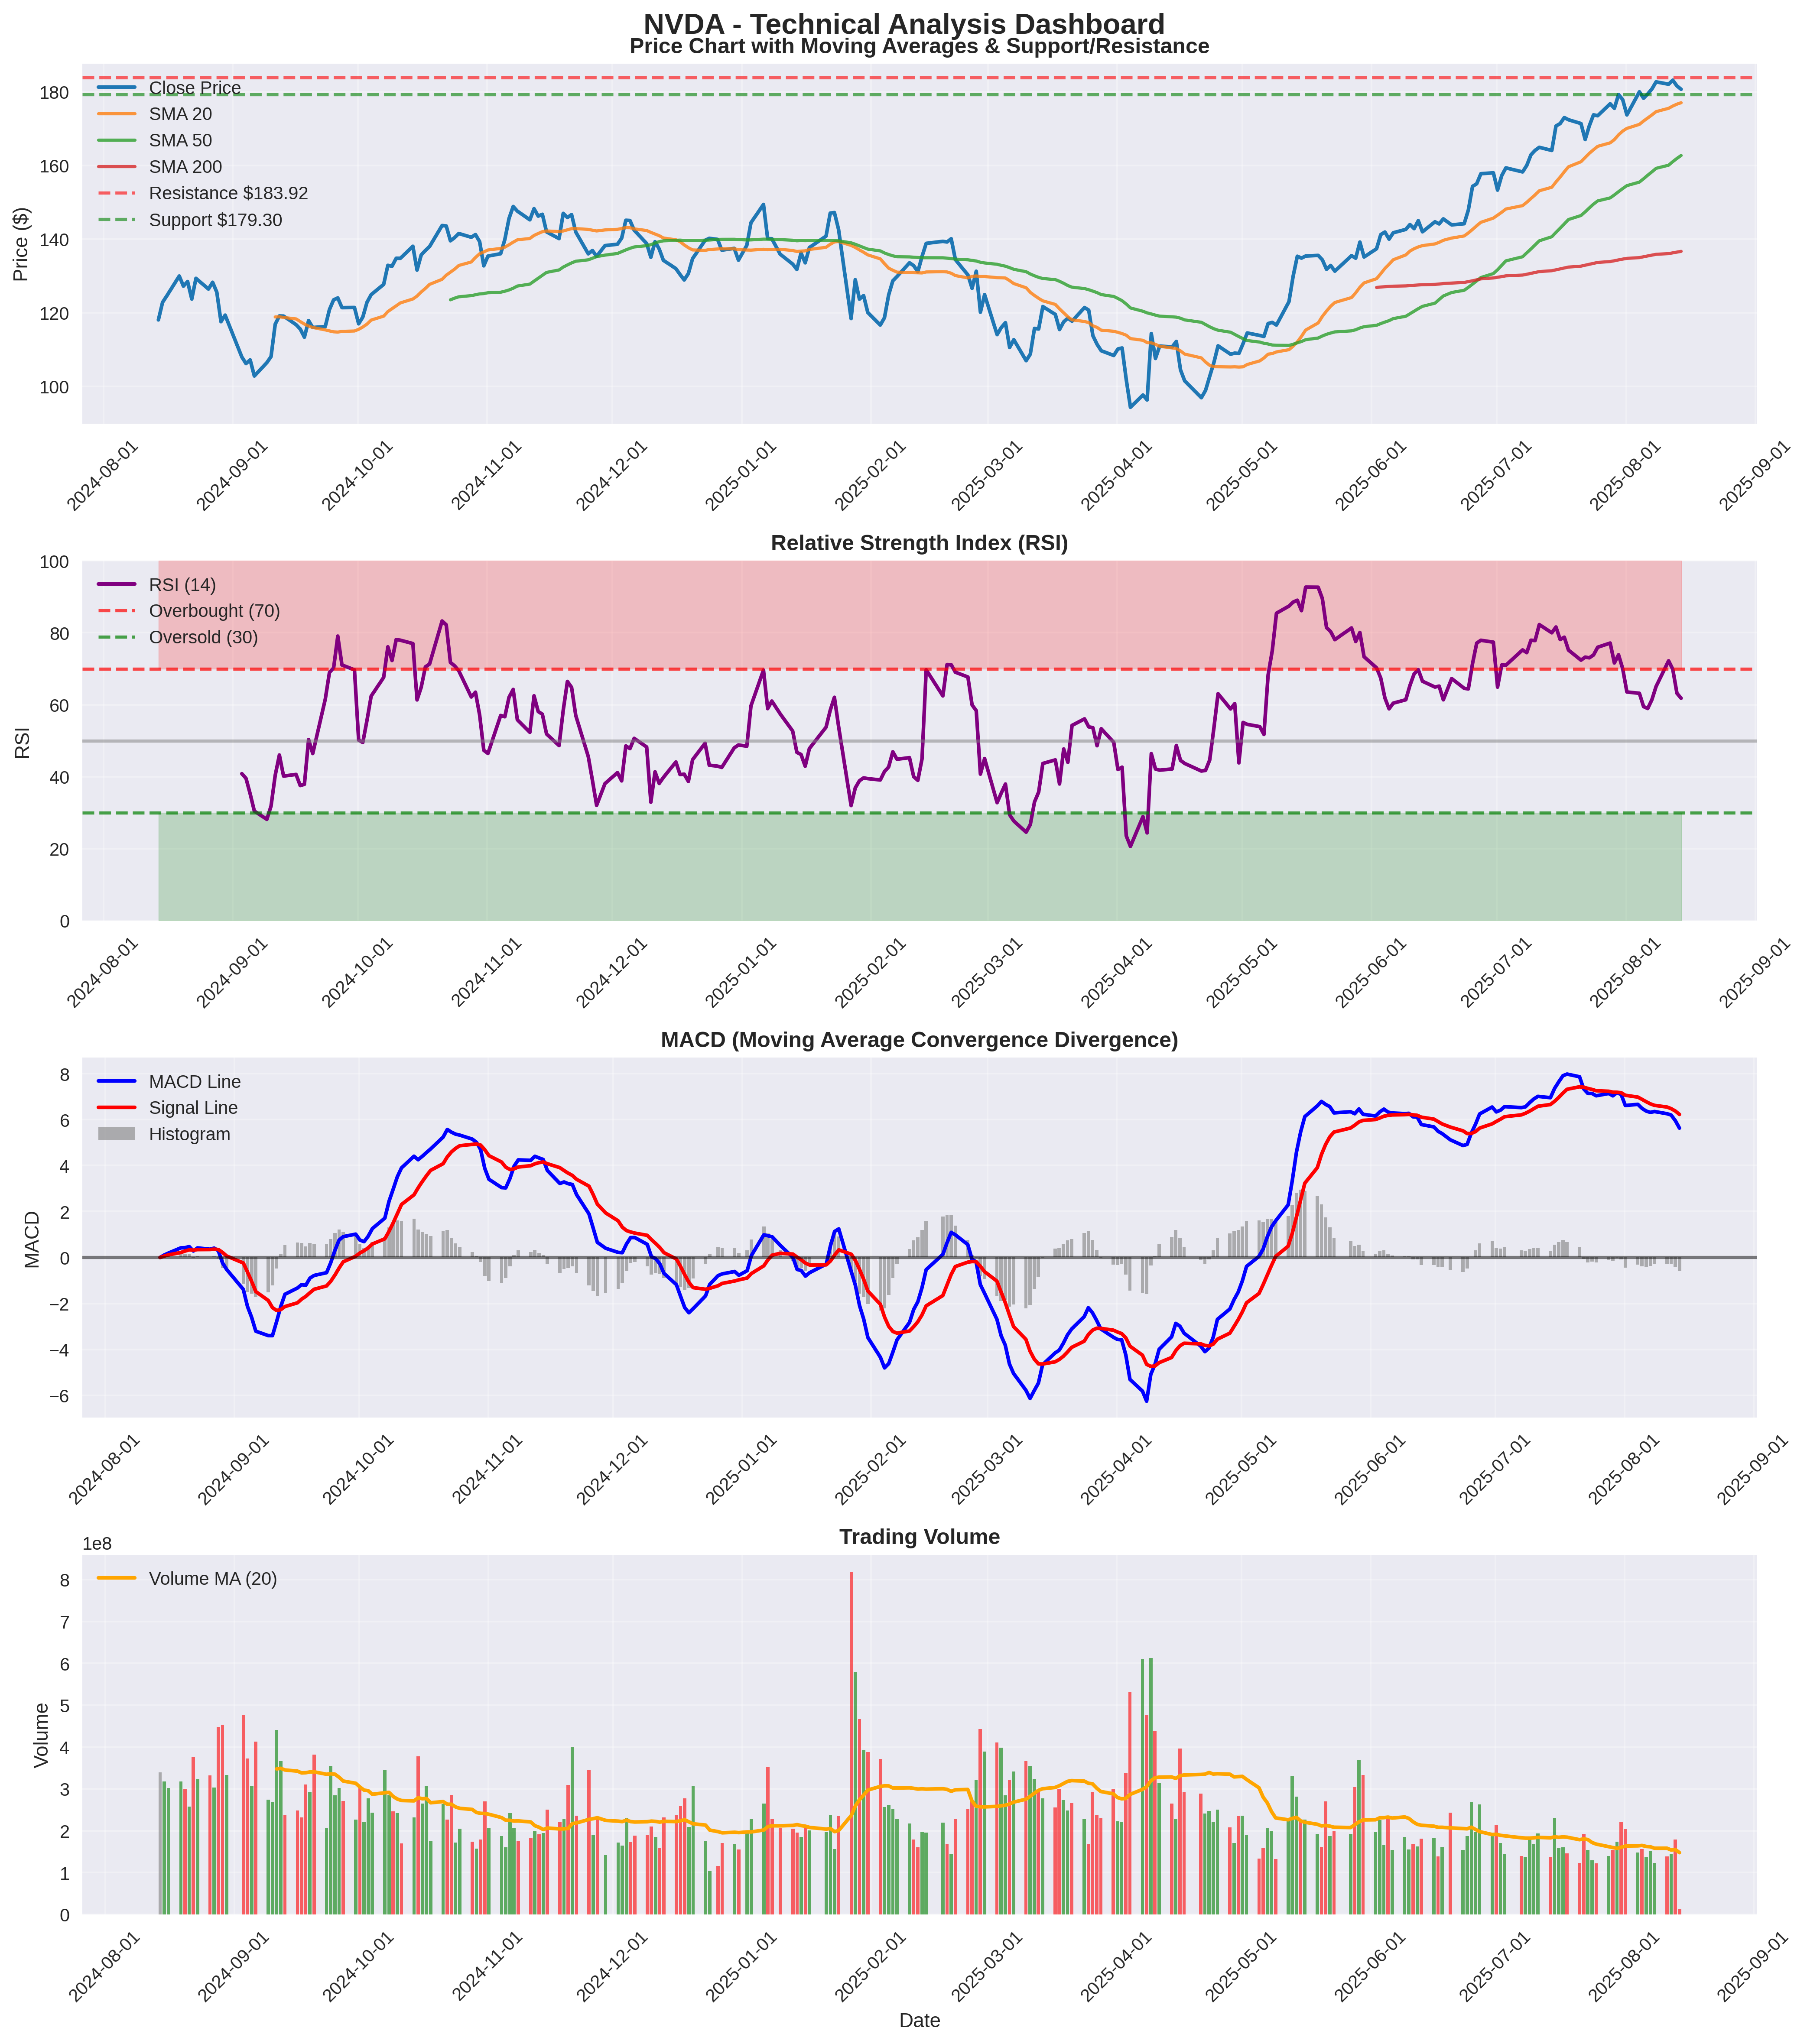 NVDA - Technical Analysis Dashboard
Price Chart with Moving Averages & Support/Resistance
Price ($)
180
160
140
120
100
Close Price
SMA 20
SMA 50
SMA 200
Resistance $183.92
Support $179.30
2024-08-01 2024-09-01 2024-10-01 2024-11-01 2024-12-01 2025-01-01 2025-02-01 2025-03-01 2025-04-01 2025-05-01 2025-06-01 2025-07-01 2025-08-01 2025-09-01
Relative Strength Index (RSI)
RSI
100
80
60
40
20
0
RSI (14)
Overbought (70)
Oversold (30)
2024-08-01 2024-09-01 2024-10-01 2024-11-01 2024-12-01 2025-01-01 2025-02-01 2025-03-01 2025-04-01 2025-05-01 2025-06-01 2025-07-01 2025-08-01 2025-09-01
MACD (Moving Average Convergence Divergence)
MACD
8
6
4
2
0
−2
−4
−6
MACD Line
Signal Line
Histogram
2024-08-01 2024-09-01 2024-10-01 2024-11-01 2024-12-01 2025-01-01 2025-02-01 2025-03-01 2025-04-01 2025-05-01 2025-06-01 2025-07-01 2025-08-01 2025-09-01
Trading Volume
1e8
Volume
8
7
6
5
4
3
2
1
0
Volume MA (20)
2024-08-01 2024-09-01 2024-10-01 2024-11-01 2024-12-01 2025-01-01 2025-02-01 2025-03-01 2025-04-01 2025-05-01 2025-06-01 2025-07-01 2025-08-01 2025-09-01
Date